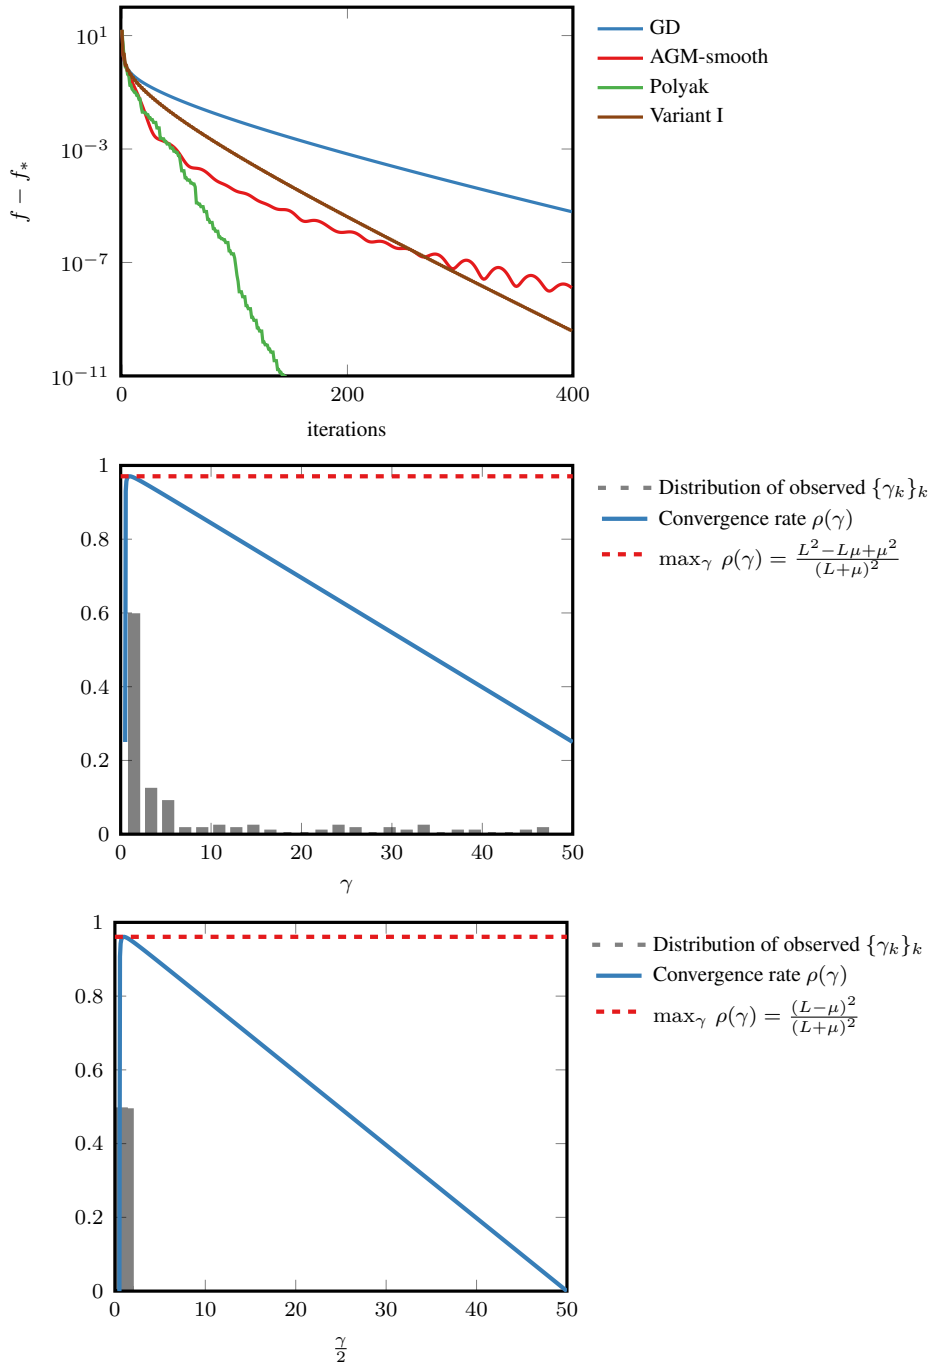 10^1
10^{-3}
10^{-7}
10^{-11}
f − f_*
0 200 400
iterations
GD
AGM-smooth
Polyak
Variant I
1
0.8
0.6
0.4
0.2
0
0 10 20 30 40 50
γ
Distribution of observed {γ_k}_k
Convergence rate ρ(γ)
max_γ ρ(γ) = \frac{L^2−Lμ+μ^2}{(L+μ)^2}
1
0.8
0.6
0.4
0.2
0
0 10 20 30 40 50
\frac{γ}{2}
Distribution of observed {γ_k}_k
Convergence rate ρ(γ)
max_γ ρ(γ) = \frac{(L−μ)^2}{(L+μ)^2}